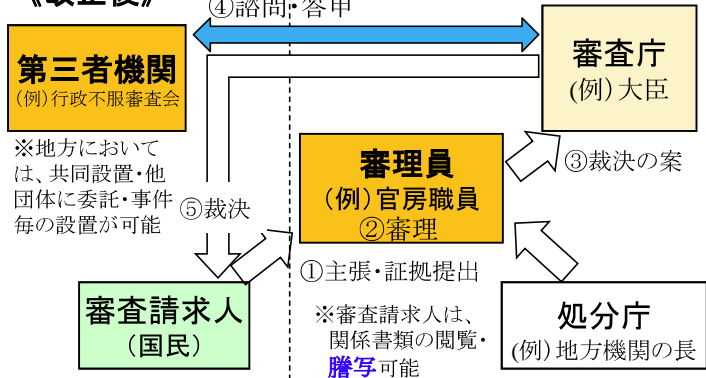 《改正後》
④諮問・答申
第三者機関
(例)行政不服審査会
審査庁
(例)大臣
※地方において
は、共同設置・他
団体に委託・事件
毎の設置が可能
審理員
(例)官房職員
②審理
③裁決の案
⑤裁決
①主張・証拠提出
審査請求人
(国民)
※審査請求人は、
関係書類の閲覧・
謄写可能
処分庁
(例)地方機関の長